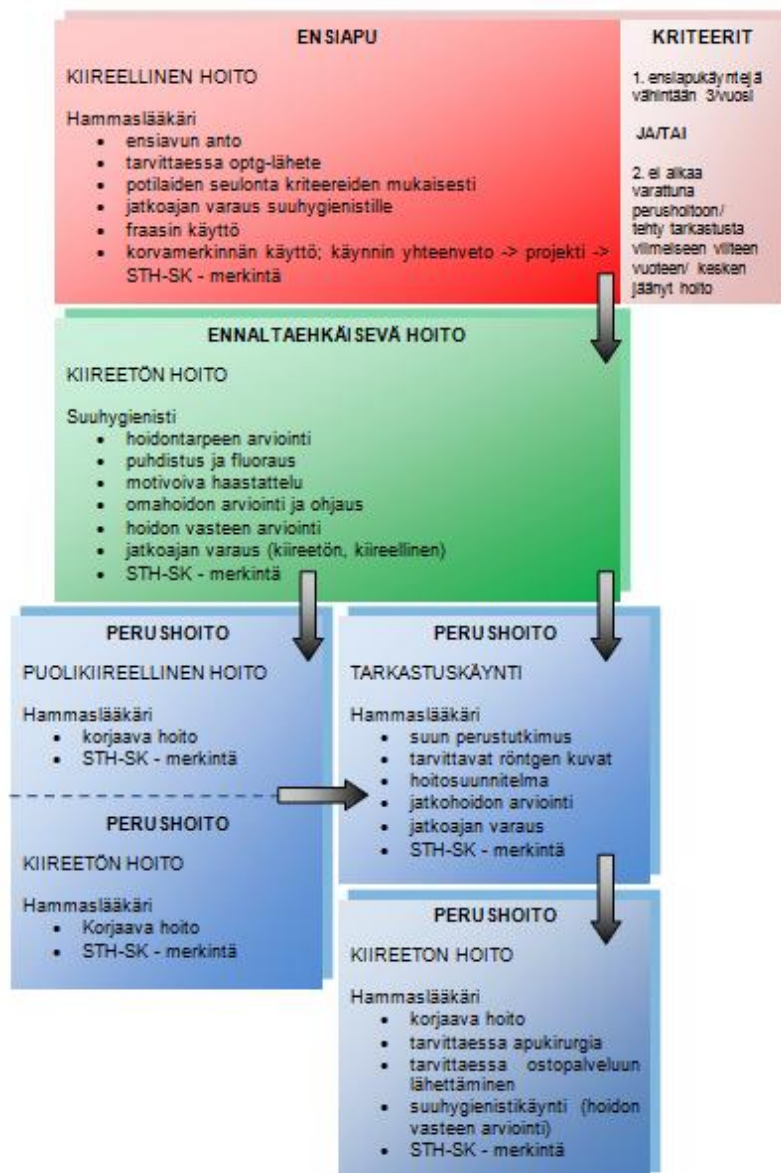 ENSIAPU
KIIREELLINEN HOITO
Hammaslääkäri
• ensiavun anto
• tarvittaessa optg-lähete
• potilaiden seulonta kriteereiden mukaisesti
• jatkoajan varaus suuhygienistille
• fraasin käyttö
• korvamerkinnän käyttö; käynnin yhteenveto -> projekti ->
STH-SK - merkintä
KRITEERIT
1. ensiapukäyntejä
vähintään 3/vuosi
JA/TAI
2. ei aikaa
varattuna
perushoitoon/
tehty tarkastusta
viimeiseen viiteen
vuoteen/ kesken
jäänyt hoito
ENNALTAEHKÄISEVÄ HOITO
KIIREETÖN HOITO
Suuhygienisti
• hoidontarpeen arviointi
• puhdistus ja fluoraus
• motivoiva haastattelu
• omahoidon arviointi ja ohjaus
• hoidon vasteen arviointi
• jatkoajan varaus (kiireetön, kiireellinen)
• STH-SK - merkintä
PERUSHOITO
PUOLIKIIREELLINEN HOITO
Hammaslääkäri
• korjaava hoito
• STH-SK - merkintä
PERUSHOITO
KIIREETÖN HOITO
Hammaslääkäri
• Korjaava hoito
• STH-SK - merkintä
PERUSHOITO
TARKASTUSKÄYNTI
Hammaslääkäri
• suun perustutkimus
• tarvittavat röntgen kuvat
• hoitosuunnitelma
• jatkohoidon arviointi
• jatkoajan varaus
• STH-SK - merkintä
PERUSHOITO
KIIREETON HOITO
Hammaslääkäri
• korjaava hoito
• tarvittaessa apukirurgia
• tarvittaessa ostopalveluun
lähettäminen
• suuhygienistikäynti (hoidon
vasteen arviointi)
• STH-SK - merkintä